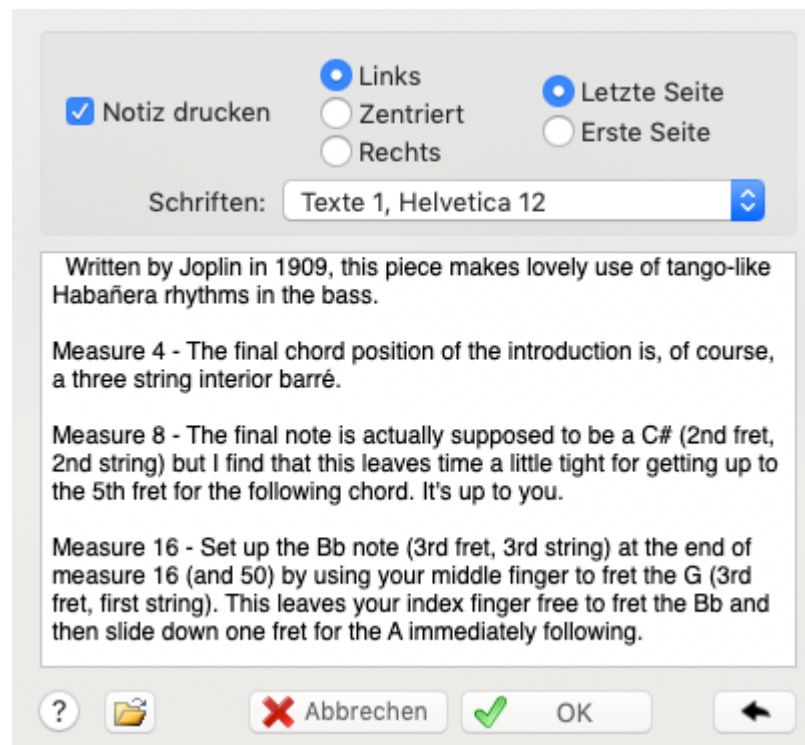 Notiz drucken
Links
Zentriert
Rechts
Letzte Seite
Erste Seite
Schriften: Texte 1, Helvetica 12
Written by Joplin in 1909, this piece makes lovely use of tango-like
Habañera rhythms in the bass.
Measure 4 - The final chord position of the introduction is, of course,
a three string interior barré.
Measure 8 - The final note is actually supposed to be a C# (2nd fret,
2nd string) but I find that this leaves time a little tight for getting up to
the 5th fret for the following chord. It's up to you.
Measure 16 - Set up the Bb note (3rd fret, 3rd string) at the end of
measure 16 (and 50) by using your middle finger to fret the G (3rd
fret, first string). This leaves your index finger free to fret the Bb and
then slide down one fret for the A immediately following.
? Abbrechen OK